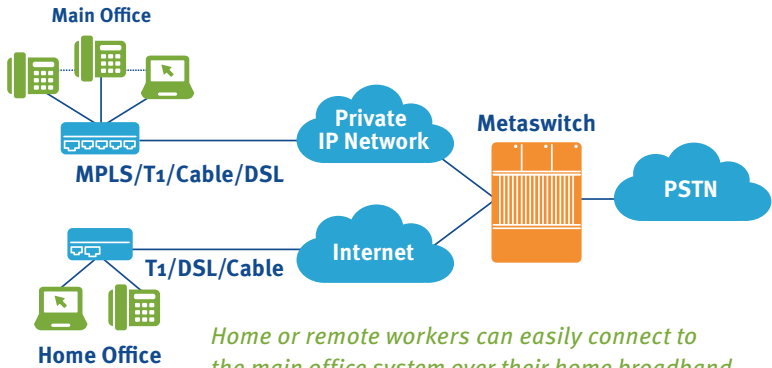 Main Office
Private
IP Network
Metaswitch
MPLS/T1/Cable/DSL
PSTN
Internet
T1/DSL/Cable
Home Office
Home or remote workers can easily connect to
the main office system over their home broadband